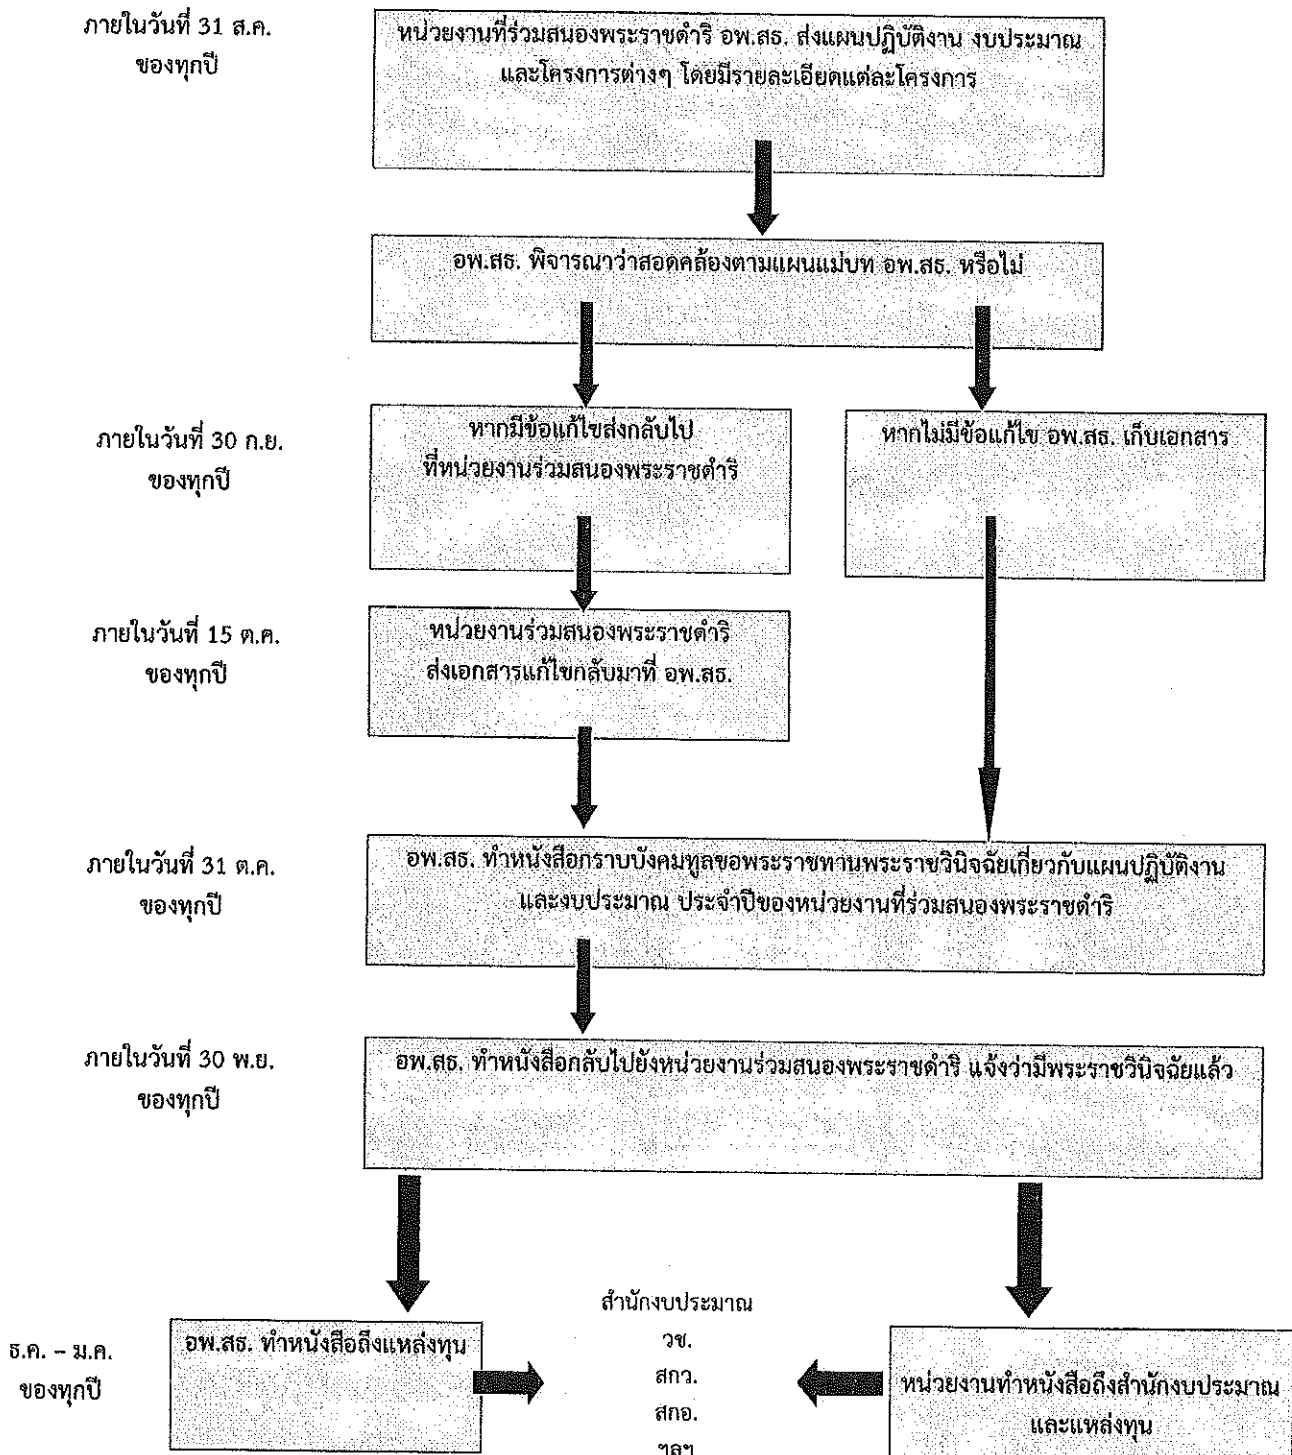 ภายในวันที่ 31 ส.ค.
ของทุกปี
หน่วยงานที่ร่วมสนองพระราชดำริ อพ.สธ. ส่งแผนปฏิบัติงาน งบประมาณ
และโครงการต่างๆ โดยมีรายละเอียดแต่ละโครงการ
อพ.สธ. พิจารณาว่าสอดคล้องตามแผนแม่บท อพ.สธ. หรือไม่
ภายในวันที่ 30 ก.ย.
ของทุกปี
หากมีข้อแก้ไขส่งกลับไป
ที่หน่วยงานร่วมสนองพระราชดำริ
หากไม่มีข้อแก้ไข อพ.สธ. เก็บเอกสาร
ภายในวันที่ 15 ต.ค.
ของทุกปี
หน่วยงานร่วมสนองพระราชดำริ
ส่งเอกสารแก้ไขกลับมาที่ อพ.สธ.
ภายในวันที่ 31 ต.ค.
ของทุกปี
อพ.สธ. ทำหนังสือกราบบังคมทูลขอพระราชทานพระราชวินิจฉัยเกี่ยวกับแผนปฏิบัติงาน
และงบประมาณ ประจำปีของหน่วยงานที่ร่วมสนองพระราชดำริ
ภายในวันที่ 30 พ.ย.
ของทุกปี
อพ.สธ. ทำหนังสือกลับไปยังหน่วยงานร่วมสนองพระราชดำริ แจ้งว่ามีพระราชวินิจฉัยแล้ว
ธ.ค. – ม.ค.
ของทุกปี
อพ.สธ. ทำหนังสือถึงแหล่งทุน
สำนักงบประมาณ
วช.
สกว.
สกอ.
ฯลฯ
หน่วยงานทำหนังสือถึงสำนักงบประมาณ
และแหล่งทุน